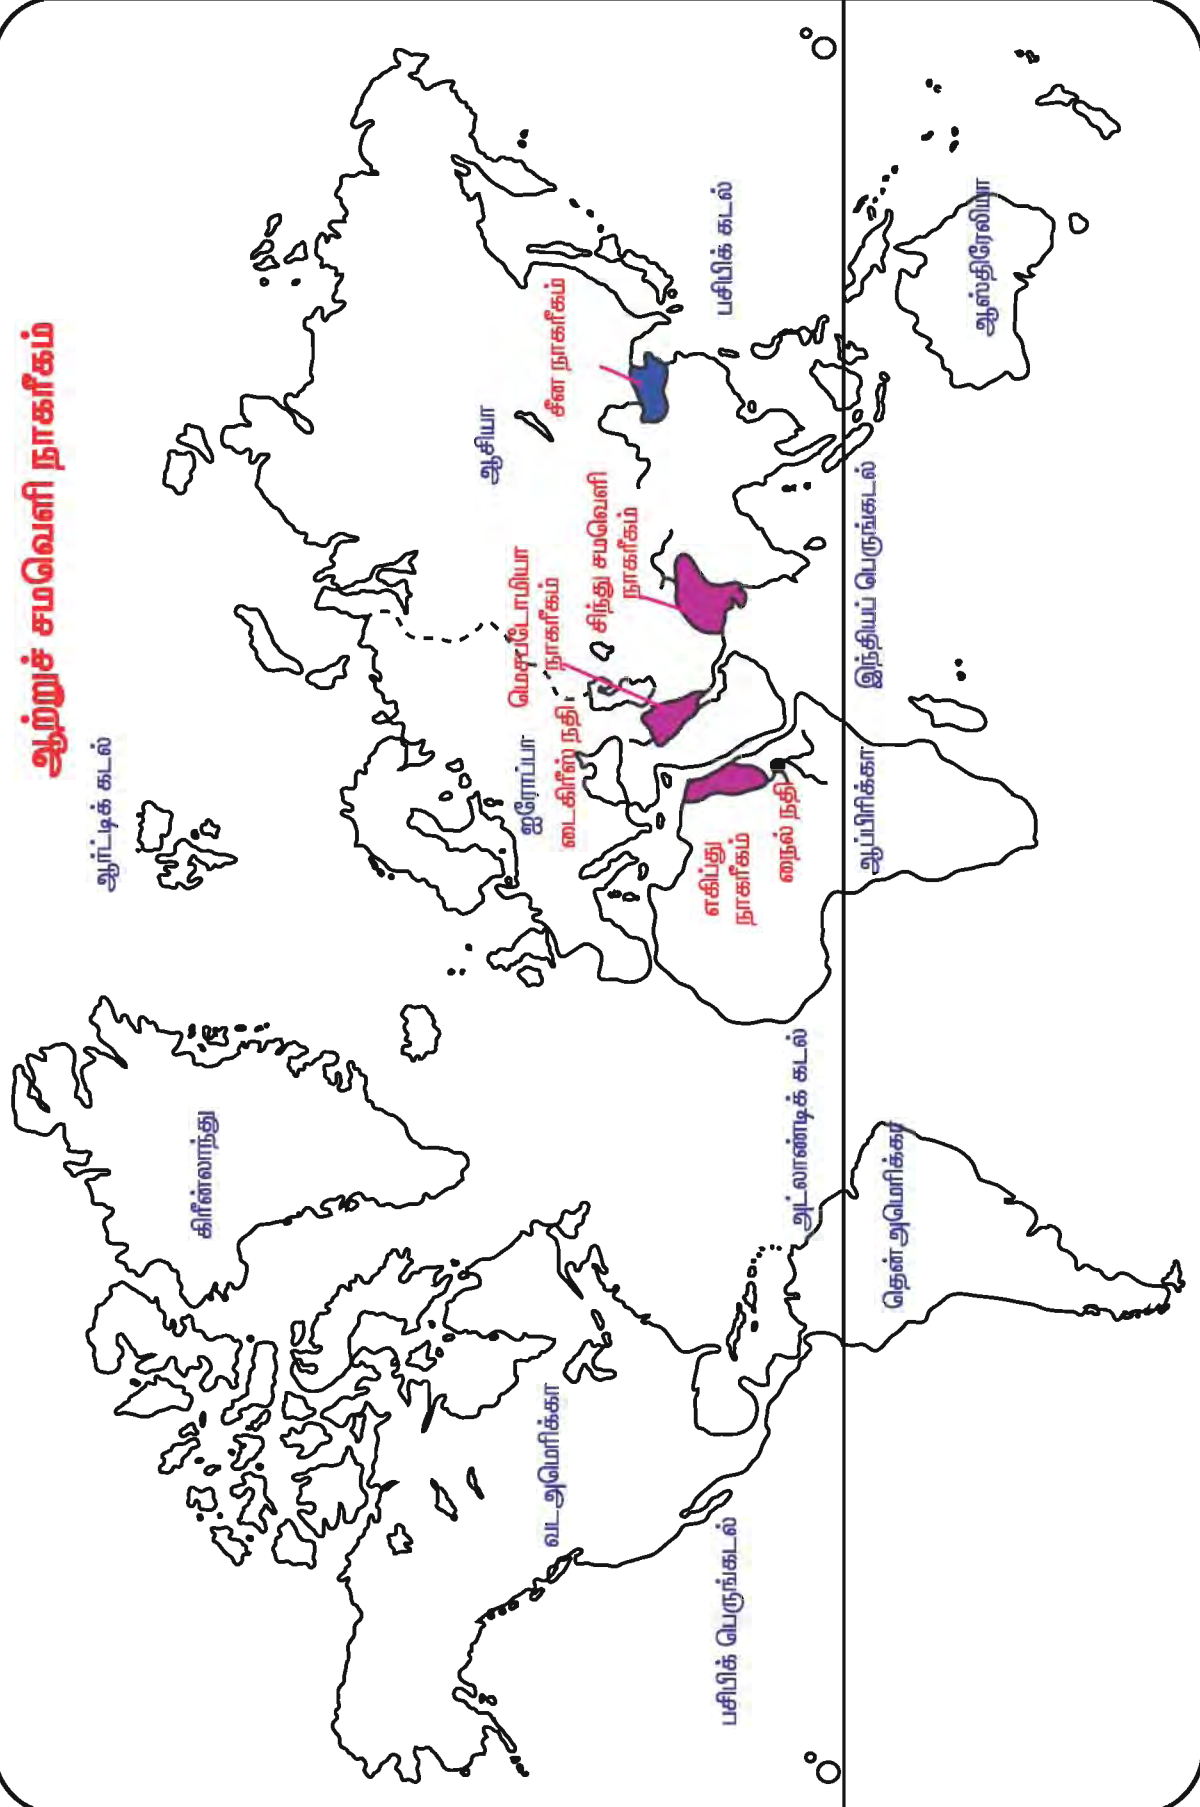 ஆற்றுச் சமவெளி நாகரீகம்
ஆர்ட்டிக் கடல்
கிரீன்லாந்து
ஆசியா
சீன நாகரீகம்
பசிபிக் கடல்
மெசபடோமியா
நாகரீகம்
சிந்து சமவெளி
நாகரீகம்
ஐரோப்பா
டைகிரீஸ் நதி
எகிப்து
நாகரீகம்
நைல் நதி
வட அமெரிக்கா
பசிபிக் பெருங்கடல்
அட்லாண்டிக் கடல்
தென் அமெரிக்கா
ஆப்பிரிக்கா
இந்தியப் பெருங்கடல்
ஆஸ்திரேலியா